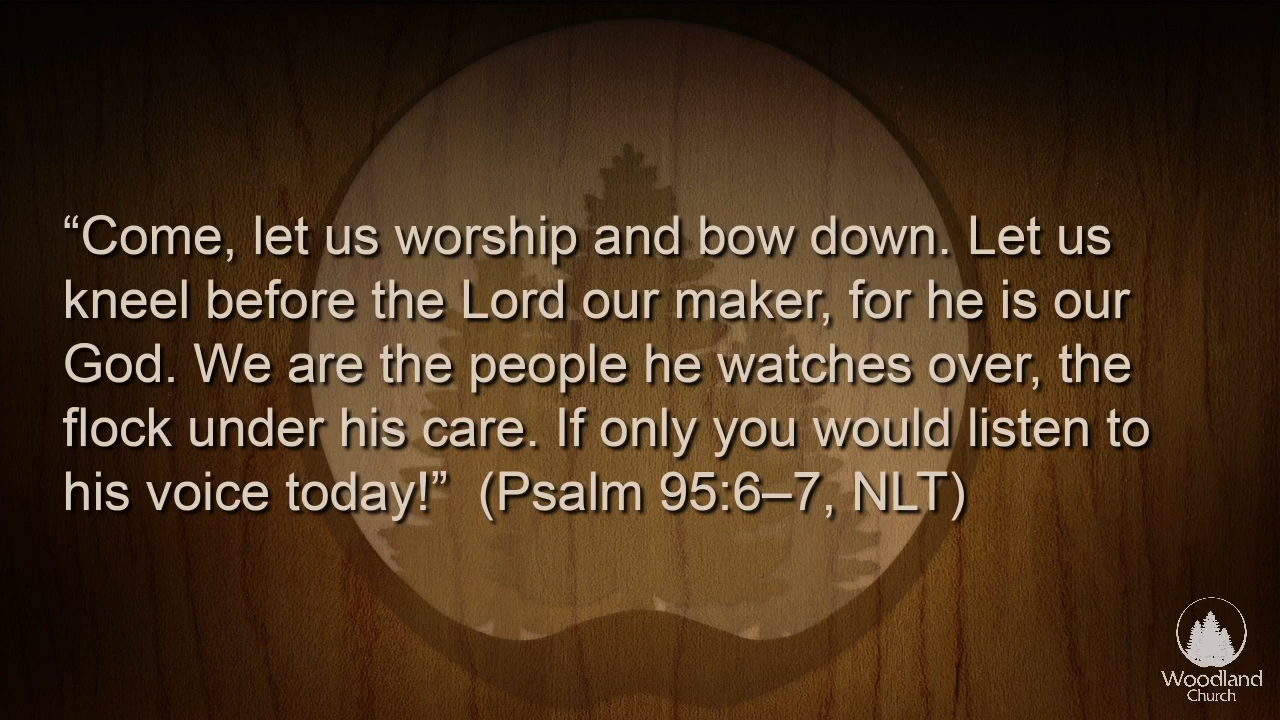 “Come, let us worship and bow down. Let us
kneel before the Lord our maker, for he is our
God. We are the people he watches over, the
flock under his care. If only you would listen to
his voice today!”  (Psalm 95:6–7, NLT)
Woodland
Church